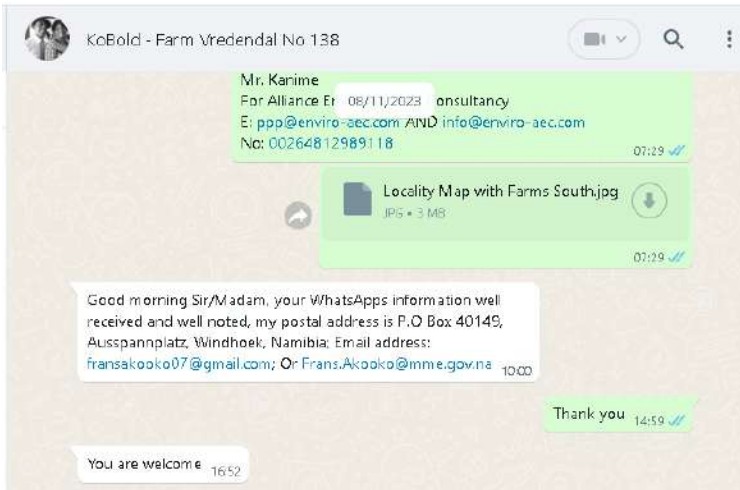 KoBold - Farm Vredendal No 138
Mr. Kanime
For Alliance Er
08/11/2023
onsultancy
E: ppp@enviro-aec.com AND info@enviro-aec.com
No: 00264812989118
07:29
Locality Map with Farms South.jpg
JPG • 3 MB
07:29
Good morning Sir/Madam, your WhatsApps information well
received and well noted, my postal address is P.O Box 40149,
Ausspannplatz, Windhoek, Namibia; Email address:
fransakooko07@gmail.com; Or Frans.Akooko@mme.gov.na
10:00
Thank you
14:59
You are welcome
16:52